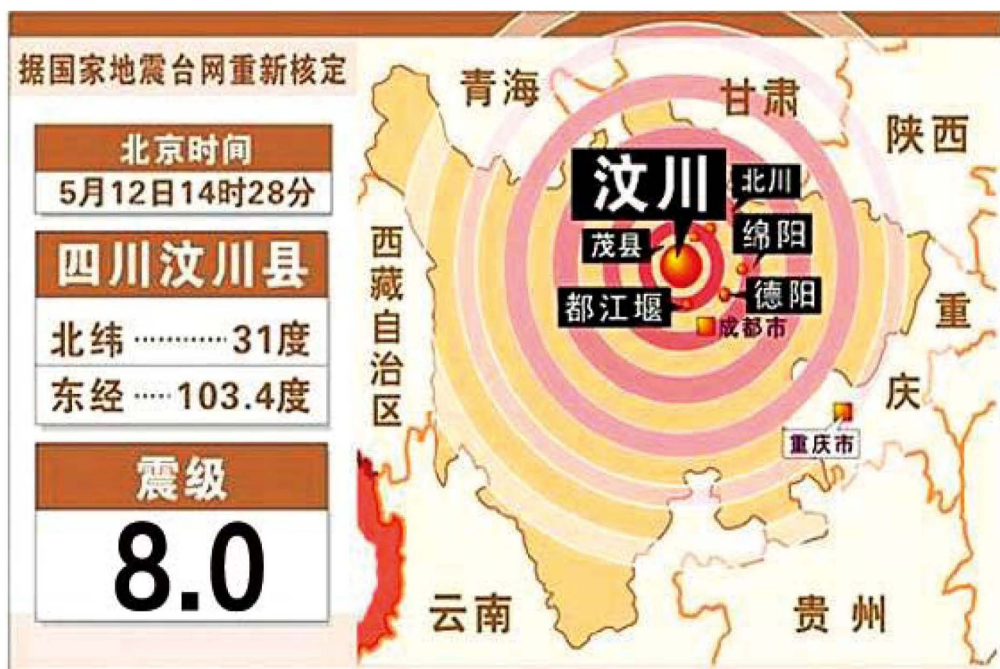 据国家地震台网重新核定
北京时间
5月12日14时28分
四川汶川县
北纬············31度
东经·····103.4度
震级
8.0
青海
甘肃
陕西
汶川
北川
茂县
绵阳
都江堰
德阳
成都市
西藏自治区
重庆
重庆市
云南
贵州